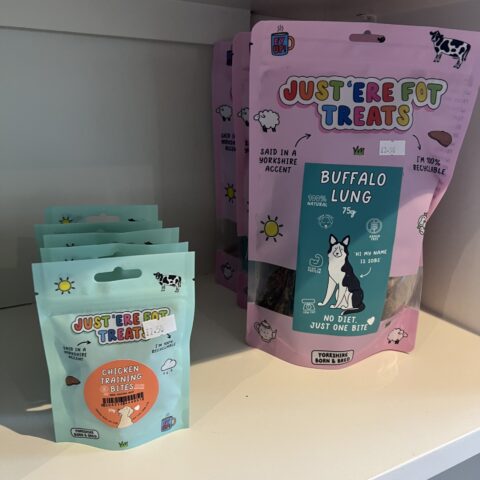 JUST 'ERE FOT
TREATS
SAID IN A
YORKSHIRE
ACCENT
I'M 100%
RECYCLABLE
BUFFALO
LUNG
75g
100%
NATURAL
'HI MY NAME
NO DIET,
JUST ONE BITE
YORKSHIRE
BORN & BRED
JUST 'ERE FOT
TREATS
SAID IN A
YORKSHIRE
ACCENT
I'M 100%
RECYCLABLE
CHICKEN
TRAINING
BITES
YORKSHIRE
BORN & BRED